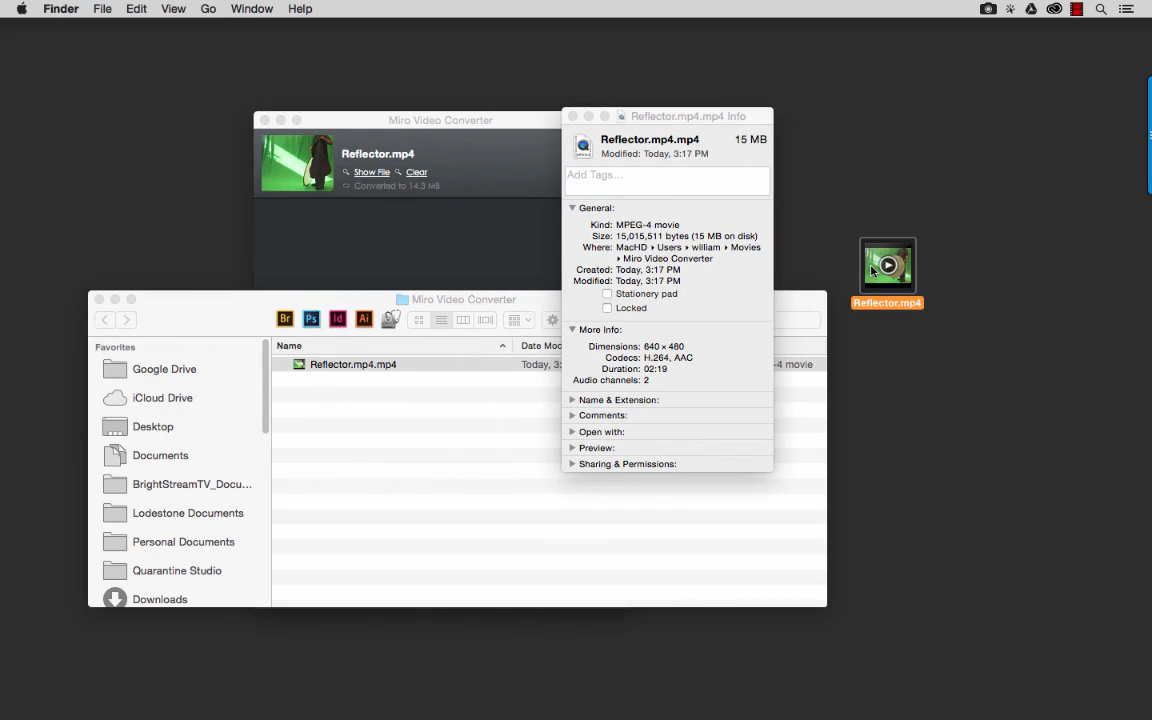 Finder File Edit View Go Window Help
Miro Video Converter
Reflector.mp4
Show File Clear
Converted to 14.3 MB
Reflector.mp4.mp4 Info
Reflector.mp4.mp4 15 MB
Modified: Today, 3:17 PM
Add Tags…
General:
Kind: MPEG-4 movie
Size: 15,015,511 bytes (15 MB on disk)
Where: MacHD ▸ Users ▸ william ▸ Movies
▸ Miro Video Converter
Created: Today, 3:17 PM
Modified: Today, 3:17 PM
Stationery pad
Locked
More Info:
Dimensions: 640 × 480
Codecs: H.264, AAC
Duration: 02:19
Audio channels: 2
Name & Extension:
Comments:
Open with:
Preview:
Sharing & Permissions:
Reflector.mp4
Miro Video Converter
Br Ps Id Ai
Favorites
Google Drive
iCloud Drive
Desktop
Documents
BrightStreamTV_Docu...
Lodestone Documents
Personal Documents
Quarantine Studio
Downloads
Name Date Mod
Reflector.mp4.mp4 Today, 3: -4 movie